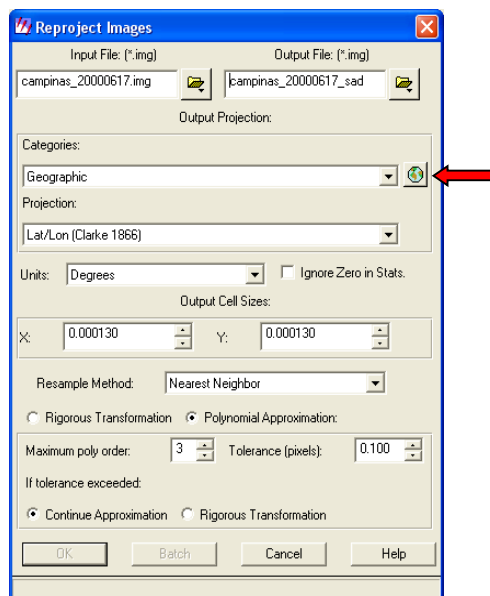 Reproject Images
Input File: (*.img) Output File: (*.img)
campinas_20000617.img campinas_20000617_sad
Output Projection:
Categories:
Geographic
Projection:
Lat/Lon (Clarke 1866)
Units: Degrees Ignore Zero in Stats.
Output Cell Sizes:
X: 0.000130 Y: 0.000130
Resample Method: Nearest Neighbor
Rigorous Transformation Polynomial Approximation:
Maximum poly order: 3 Tolerance (pixels): 0.100
If tolerance exceeded:
Continue Approximation Rigorous Transformation
OK Batch Cancel Help